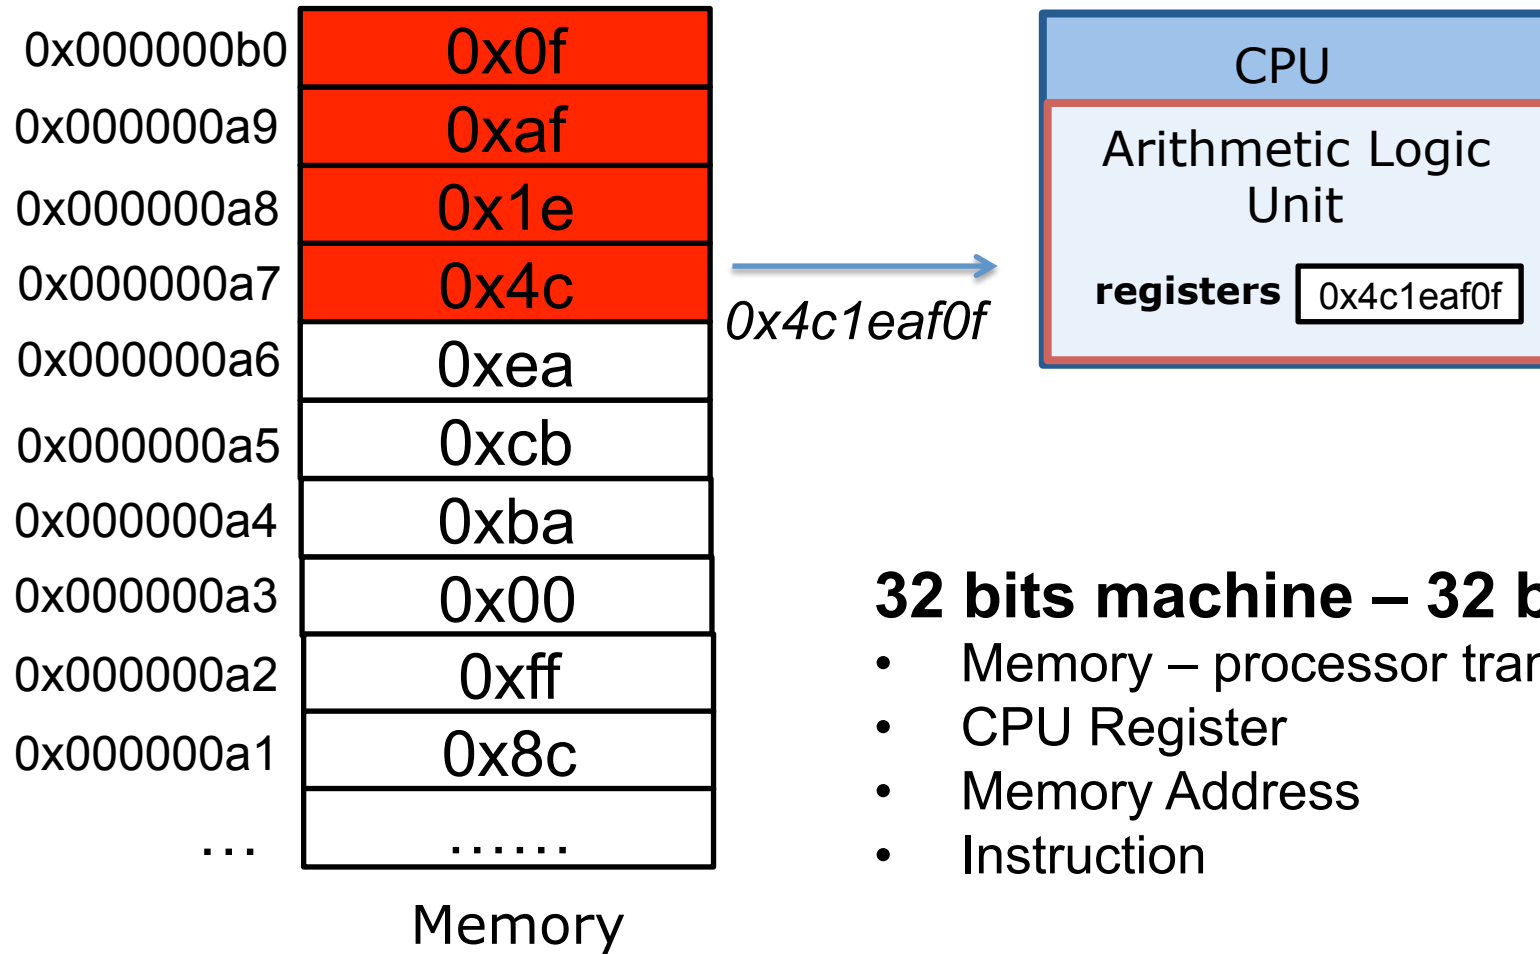 0x000000b0 0x0f
0x000000a9 0xaf
0x000000a8 0x1e
0x000000a7 0x4c
0x000000a6 0xea
0x000000a5 0xcb
0x000000a4 0xba
0x000000a3 0x00
0x000000a2 0xff
0x000000a1 0x8c
... ......
Memory
0x4c1eaf0f
CPU
Arithmetic Logic
Unit
registers 0x4c1eaf0f
32 bits machine – 32
• Memory – processor
• CPU Register
• Memory Address
• Instruction